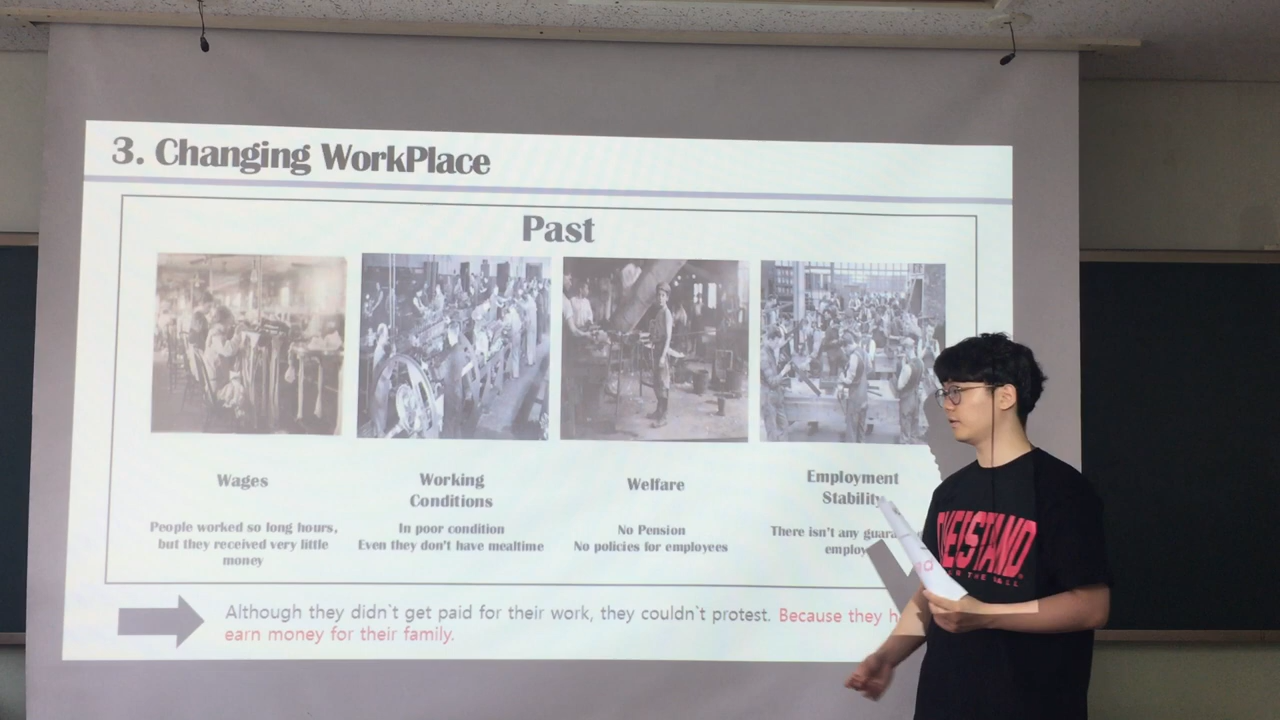 3. Changing WorkPlace
Past
Wages
People worked so long hours,
but they received very little
money
Working
Conditions
In poor condition
Even they don't have mealtime
Welfare
No Pension
No policies for employees
Employment
Stability
There isn't any
Although they didn`t get paid for their work, they couldn`t protest. Because they
earn money for their family.